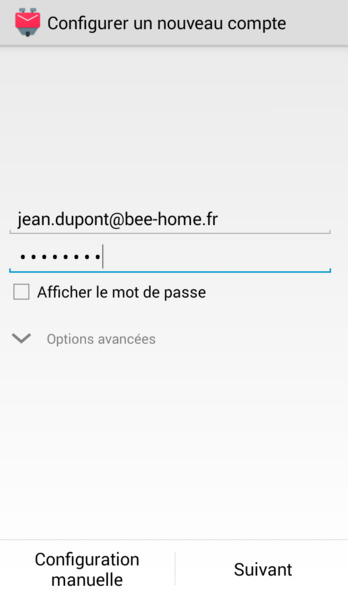 Configurer un nouveau compte
jean.dupont@bee-home.fr
••••••••
Afficher le mot de passe
Options avancées
Configuration
manuelle
Suivant